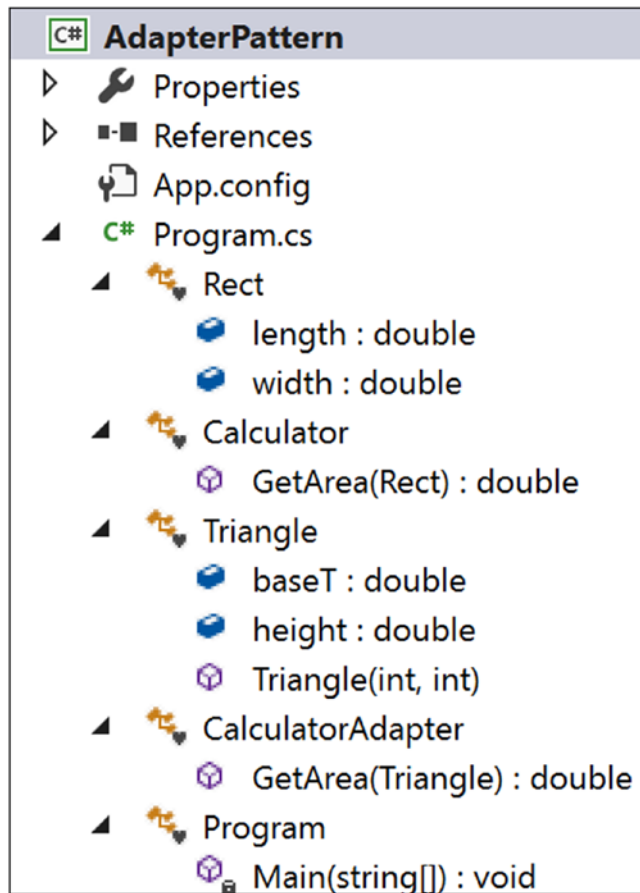 C# AdapterPattern
Properties
References
App.config
C# Program.cs
Rect
length : double
width : double
Calculator
GetArea(Rect) : double
Triangle
baseT : double
height : double
Triangle(int, int)
CalculatorAdapter
GetArea(Triangle) : double
Program
Main(string[]) : void